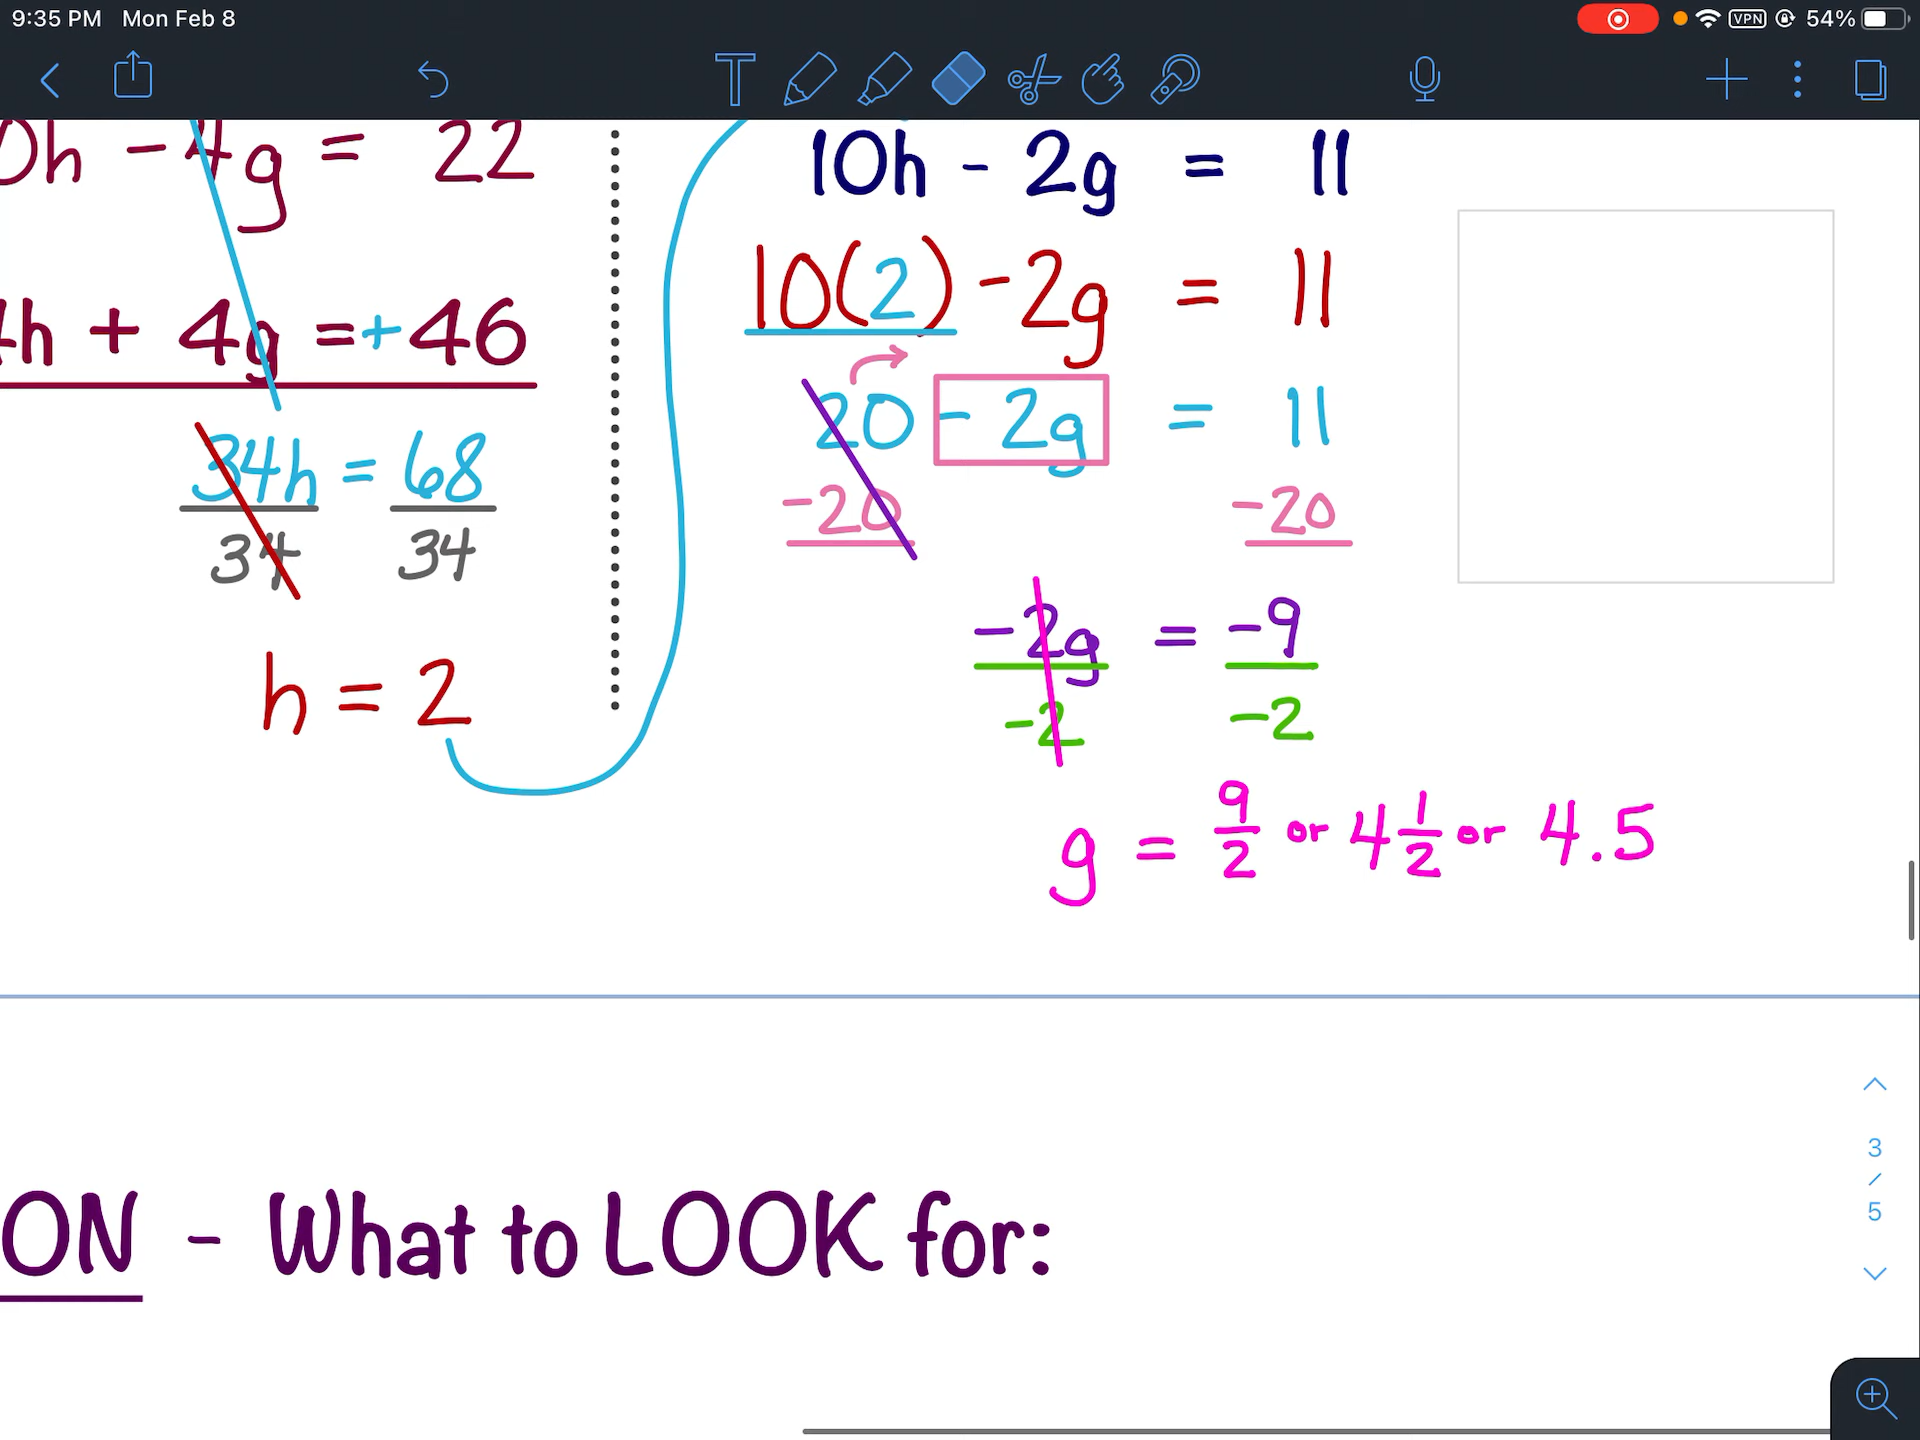 9:35 PM Mon Feb 8
VPN 54%
0h - 4g = 22
4h + 4g = + 46
34h = 68
34 34
h = 2
10h - 2g = 11
10(2) - 2g = 11
20 - 2g = 11
-20 -20
-2g = -9
-2 -2
g = 9/2 or 4 1/2 or 4.5
ON - What to LOOK for:
3
/
5